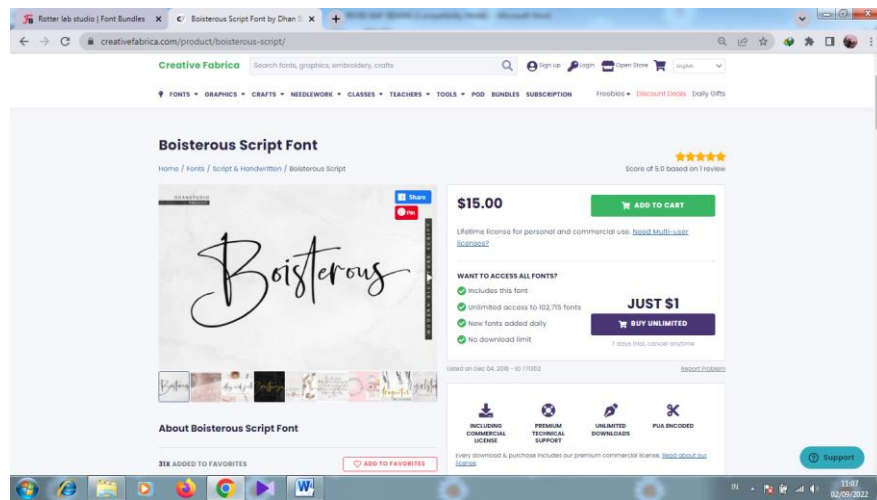 Rotter lab studio | Font Bundles
Boisterous Script Font by Dhan S
creativefabrica.com/product/boisterous-script/
Creative Fabrica
Search fonts, graphics, embroidery, crafts
Sign up
Login
Open Store
English
FONTS GRAPHICS CRAFTS NEEDLEWORK CLASSES TEACHERS TOOLS POD BUNDLES SUBSCRIPTION
Freebies Discount Deals Daily Gifts
Boisterous Script Font
Home / Fonts / Script & Handwritten / Boisterous Script
Score of 5.0 based on 1 review
Share
Pin
Boisterous
$15.00
ADD TO CART
Lifetime license for personal and commercial use. Need Multi-user
licenses?
WANT TO ACCESS ALL FONTS?
Includes this font
Unlimited access to 102,715 fonts
New fonts added daily
No download limit
JUST $1
BUY UNLIMITED
7 days trial, cancel anytime
Listed on Dec 04, 2018 - ID 771052
Report Problem
About Boisterous Script Font
31X ADDED TO FAVORITES
ADD TO FAVORITES
INCLUDING
COMMERCIAL
LICENSE
PREMIUM
TECHNICAL
SUPPORT
UNLIMITED
DOWNLOADS
PUA ENCODED
Every download & purchase includes our premium commercial license. Read about our
license.
Support
IN
11:07
02/09/2022